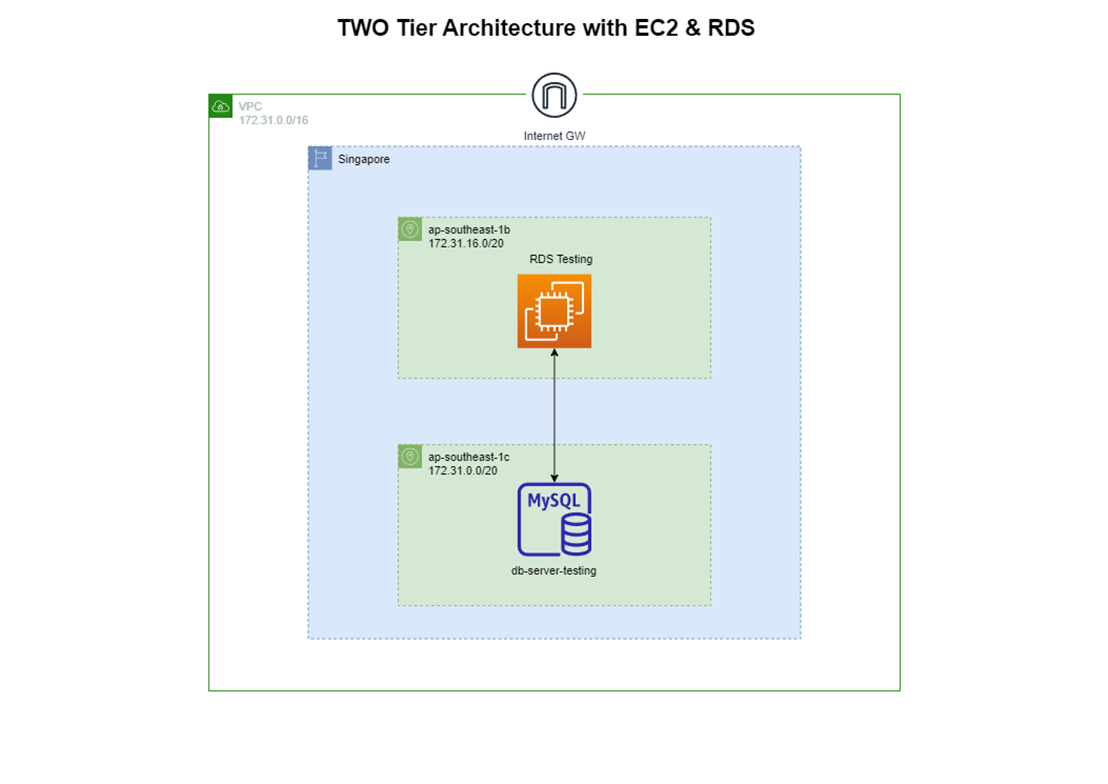 TWO Tier Architecture with EC2 & RDS
VPC
172.31.0.0/16
Internet GW
Singapore
ap-southeast-1b
172.31.16.0/20
RDS Testing
ap-southeast-1c
172.31.0.0/20
MySQL
db-server-testing